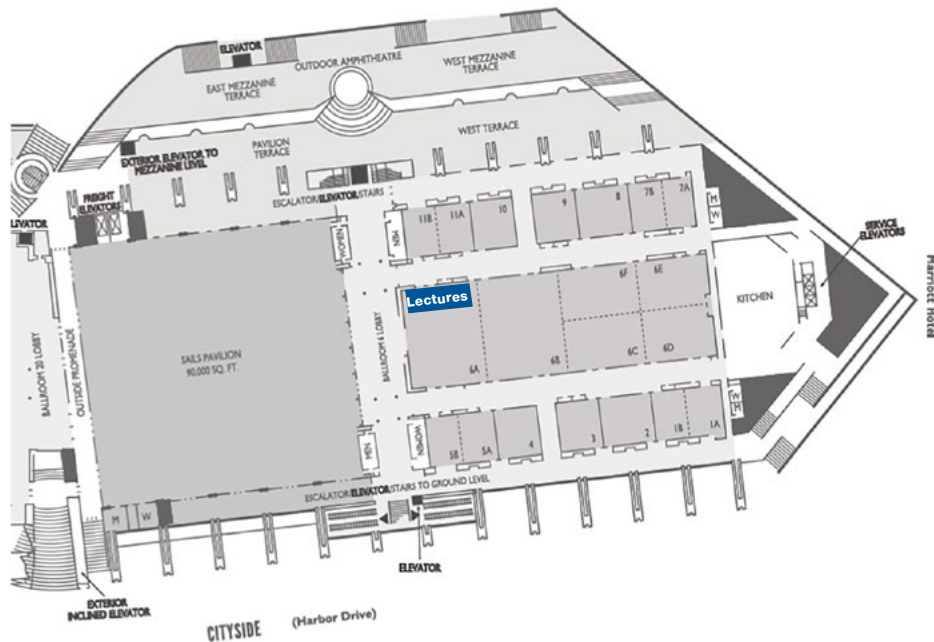 ELEVATOR
OUTDOOR AMPHITHEATRE
WEST MEZZANINE
TERRACE
EAST MEZZANINE
TERRACE
WEST TERRACE
PAVILION
TERRACE
EXTERIOR ELEVATOR TO
MEZZANINE LEVEL
ESCALATOR/ELEVATOR/STAIRS
FREIGHT
ELEVATORS
ELEVATOR
WOMEN
MEN
11B
11A
10
9
8
7B
7A
M
W
SERVICE
ELEVATORS
Marriott Hotel
KITCHEN
Lectures
6F
6E
6A
6B
6C
6D
BALLROOM 20 LOBBY
OUTSIDE PROMENADE
SAILS PAVILION
90,000 SQ. FT.
BALLROOM 6 LOBBY
MEN
WOMEN
5B
5A
4
3
2
1B
1A
W
M
ESCALATOR/ELEVATOR/STAIRS TO GROUND LEVEL
M
W
ELEVATOR
EXTERIOR
INCLINED ELEVATOR
CITYSIDE (Harbor Drive)